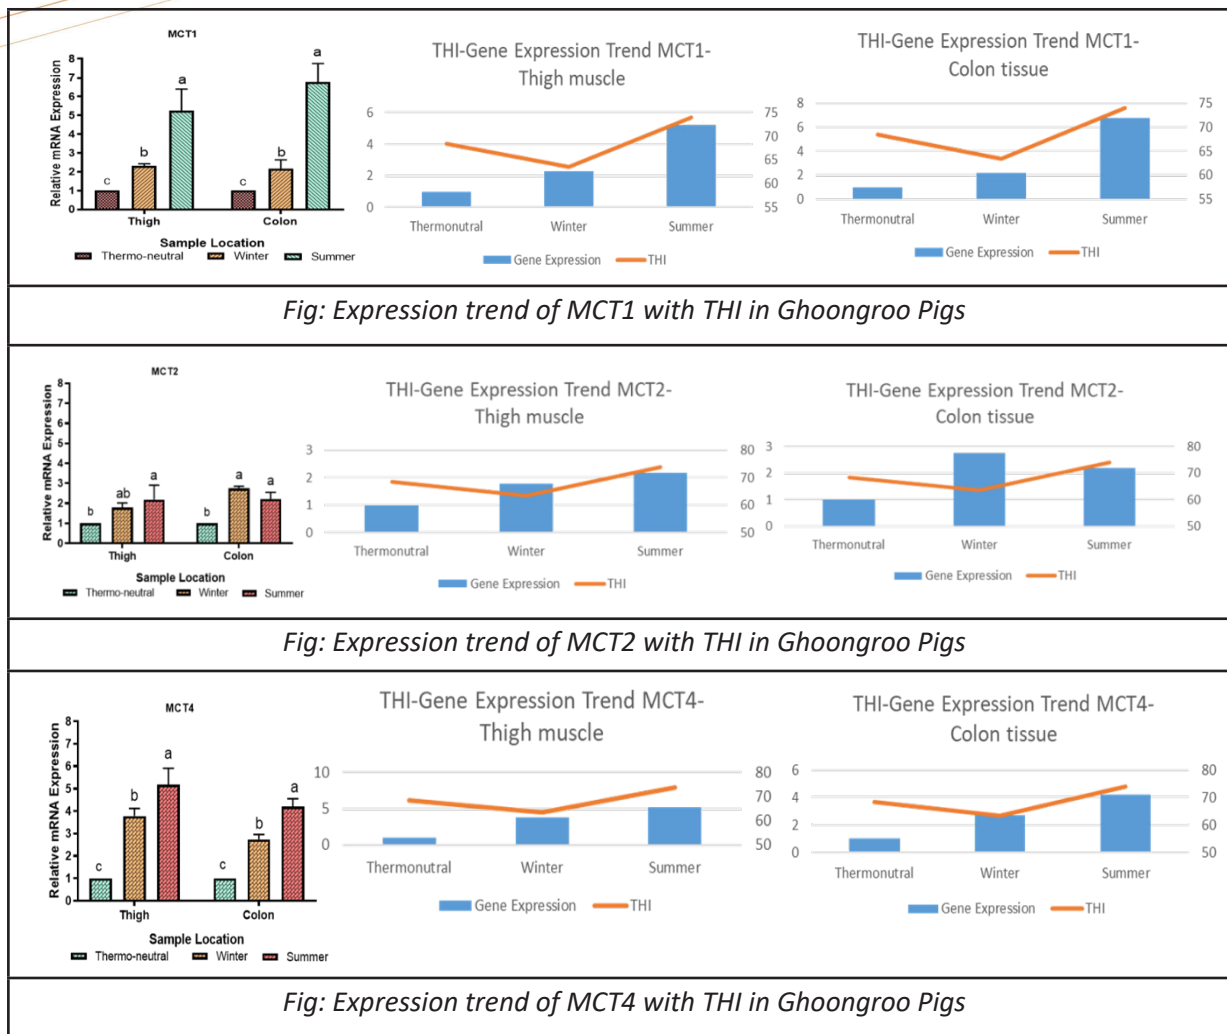 MCT1
Relative mRNA Expression
8
7
6
5
4
3
2
1
0
c
b
a
c
b
a
Thigh
Colon
Sample Location
Thermo-neutral
Winter
Summer
THI-Gene Expression Trend MCT1-
Thigh muscle
6
4
2
0
75
70
65
60
55
Thermonutral
Winter
Summer
Gene Expression
THI
THI-Gene Expression Trend MCT1-
Colon tissue
8
6
4
2
0
75
70
65
60
55
Thermonutral
Winter
Summer
Gene Expression
THI
Fig: Expression trend of MCT1 with THI in Ghoongroo Pigs
MCT2
Relative mRNA Expression
8
7
6
5
4
3
2
1
0
b
ab
a
b
a
a
Thigh
Colon
Sample Location
Thermo-neutral
Winter
Summer
THI-Gene Expression Trend MCT2-
Thigh muscle
3
2
1
0
80
70
60
50
Thermonutral
Winter
Summer
Gene Expression
THI
THI-Gene Expression Trend MCT2-
Colon tissue
3
2
1
0
80
70
60
50
Thermonutral
Winter
Summer
Gene Expression
THI
Fig: Expression trend of MCT2 with THI in Ghoongroo Pigs
MCT4
Relative mRNA Expression
8
7
6
5
4
3
2
1
0
c
b
a
c
b
a
Thigh
Colon
Sample Location
Thermo-neutral
Winter
Summer
THI-Gene Expression Trend MCT4-
Thigh muscle
10
5
0
80
70
60
50
Thermonutral
Winter
Summer
Gene Expression
THI
THI-Gene Expression Trend MCT4-
Colon tissue
6
4
2
0
80
70
60
50
Thermonutral
Winter
Summer
Gene Expression
THI
Fig: Expression trend of MCT4 with THI in Ghoongroo Pigs